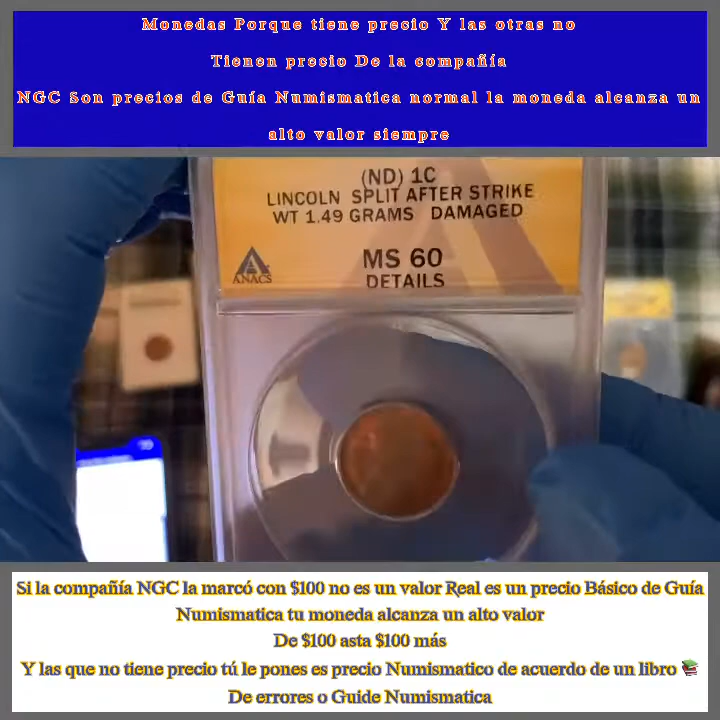 Monedas Porque tiene precio Y las otras no
Tienen precio De la compañía
NGC Son precios de Guía Numismatica normal la moneda alcanza un
alto valor siempre
(ND) 1C
LINCOLN SPLIT AFTER STRIKE
WT 1.49 GRAMS DAMAGED
MS 60
DETAILS
ANACS
Si la compañía NGC la marcó con $100 no es un valor Real es un precio Básico de Guía
Numismatica tu moneda alcanza un alto valor
De $100 asta $100 más
Y las que no tiene precio tú le pones es precio Numismatico de acuerdo de un libro 📚
De errores o Guide Numismatica